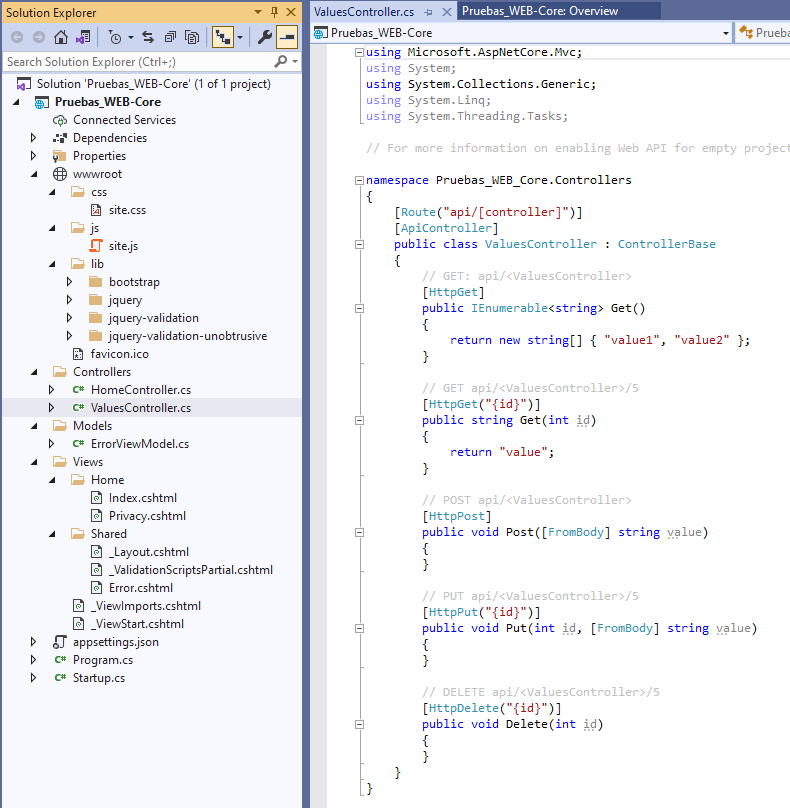 Solution Explorer
Search Solution Explorer (Ctrl+;)
Solution 'Pruebas_WEB-Core' (1 of 1 project)
Pruebas_WEB-Core
Connected Services
Dependencies
Properties
wwwroot
css
site.css
js
site.js
lib
bootstrap
jquery
jquery-validation
jquery-validation-unobtrusive
favicon.ico
Controllers
C# HomeController.cs
C# ValuesController.cs
Models
C# ErrorViewModel.cs
Views
Home
Index.cshtml
Privacy.cshtml
Shared
_Layout.cshtml
_ValidationScriptsPartial.cshtml
Error.cshtml
_ViewImports.cshtml
_ViewStart.cshtml
appsettings.json
C# Program.cs
C# Startup.cs
ValuesController.cs
Pruebas_WEB-Core: Overview
Pruebas_WEB-Core
Prueba
using Microsoft.AspNetCore.Mvc;
using System;
using System.Collections.Generic;
using System.Linq;
using System.Threading.Tasks;
// For more information on enabling Web API for empty project
namespace Pruebas_WEB_Core.Controllers
{
[Route("api/[controller]")]
[ApiController]
public class ValuesController : ControllerBase
{
// GET: api/<ValuesController>
[HttpGet]
public IEnumerable<string> Get()
{
return new string[] { "value1", "value2" };
}
// GET api/<ValuesController>/5
[HttpGet("{id}")]
public string Get(int id)
{
return "value";
}
// POST api/<ValuesController>
[HttpPost]
public void Post([FromBody] string value)
{
}
// PUT api/<ValuesController>/5
[HttpPut("{id}")]
public void Put(int id, [FromBody] string value)
{
}
// DELETE api/<ValuesController>/5
[HttpDelete("{id}")]
public void Delete(int id)
{
}
}
}